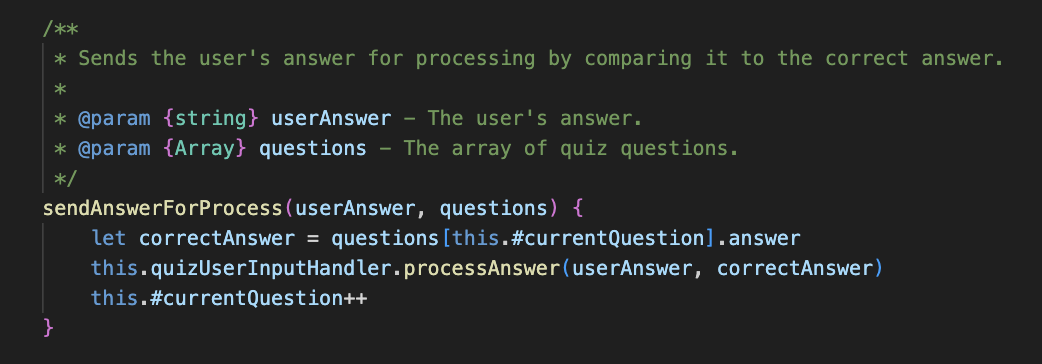 /**
 * Sends the user's answer for processing by comparing it to the correct answer.
 *
 * @param {string} userAnswer - The user's answer.
 * @param {Array} questions - The array of quiz questions.
 */
sendAnswerForProcess(userAnswer, questions) {
    let correctAnswer = questions[this.#currentQuestion].answer
    this.quizUserInputHandler.processAnswer(userAnswer, correctAnswer)
    this.#currentQuestion++
}